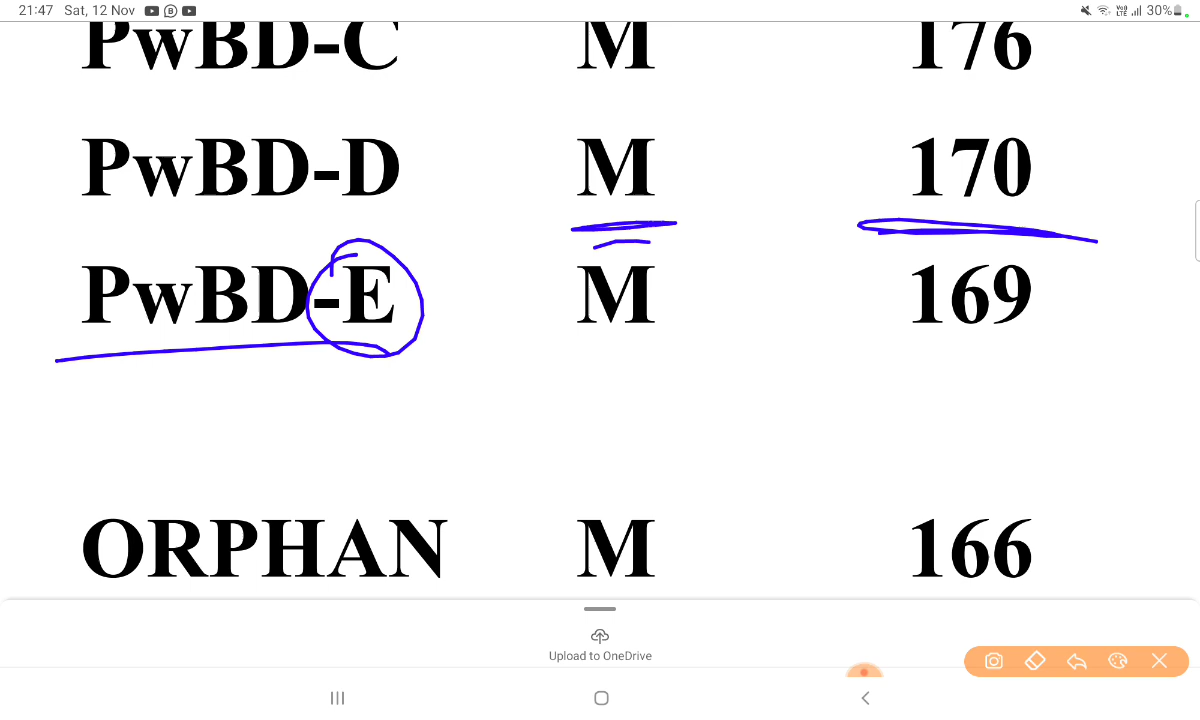 21:47 Sat, 12 Nov 30%
PwBD-C M 176
PwBD-D M 170
PwBD-E M 169
ORPHAN M 166
Upload to OneDrive